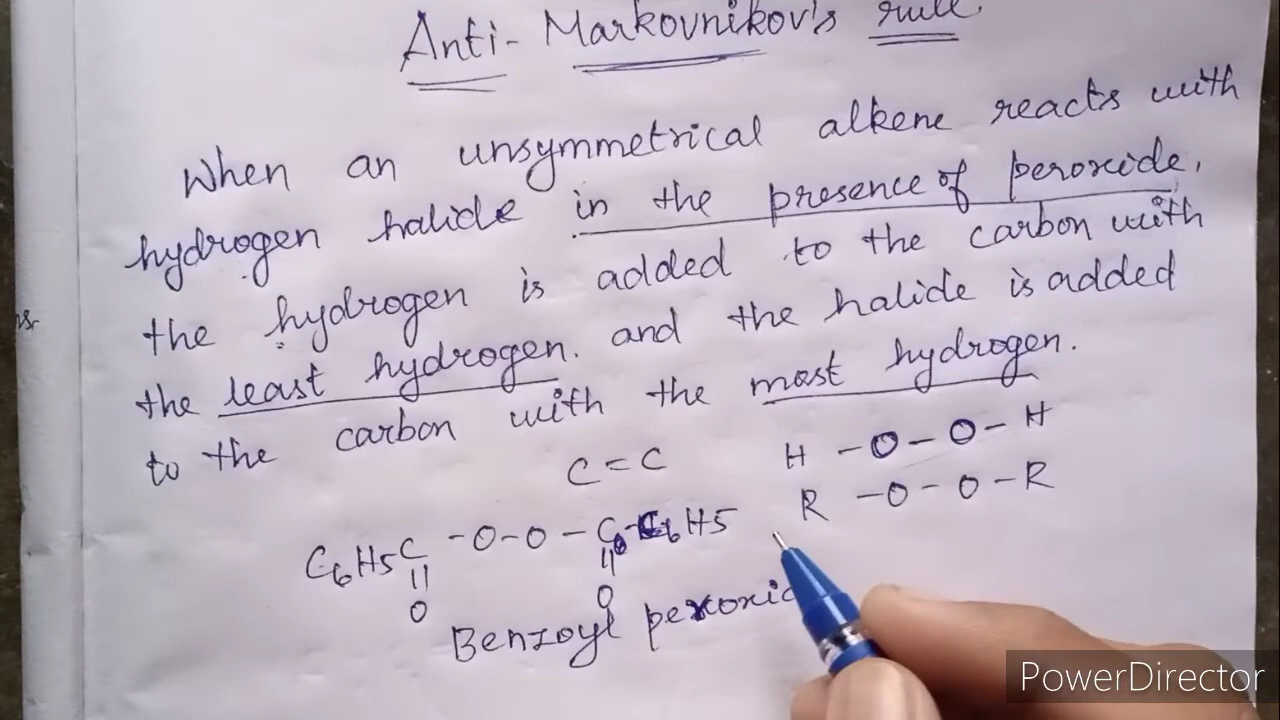 Anti- Markovnikov's rule.
When an unsymmetrical alkene reacts with
hydrogen halide in the presence of peroxide,
the hydrogen is added to the carbon with
the least hydrogen. and the halide is added
to the carbon with the most hydrogen.
C = C
H - O - O - H
R - O - O - R
C6H5C - O - O - C - C6H5
|| ||
O O
Benzoyl peroxid
PowerDirector